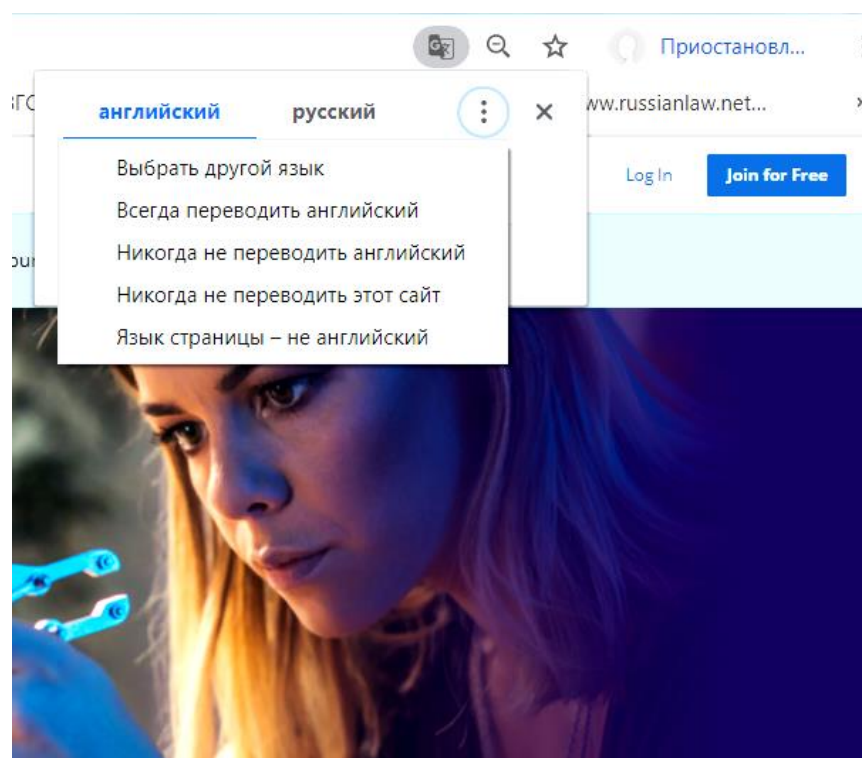 Приостановл...
английский русский
ww.russianlaw.net...
Выбрать другой язык
Log In Join for Free
Всегда переводить английский
Никогда не переводить английский
Никогда не переводить этот сайт
Язык страницы – не английский